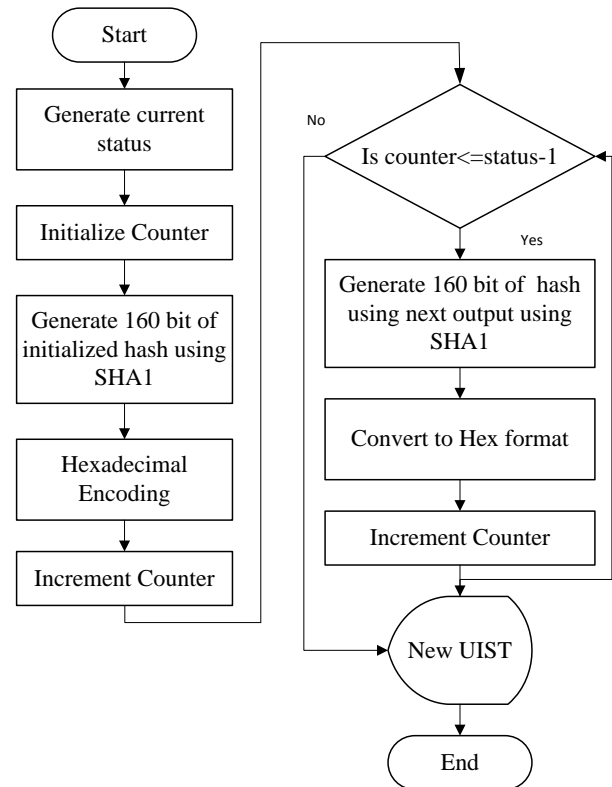 Start
Generate current
status
Initialize Counter
Generate 160 bit of
initialized hash using
SHA1
Hexadecimal
Encoding
Increment Counter
No
Is counter<=status-1
Yes
Generate 160 bit of hash
using next output using
SHA1
Convert to Hex format
Increment Counter
New UIST
End